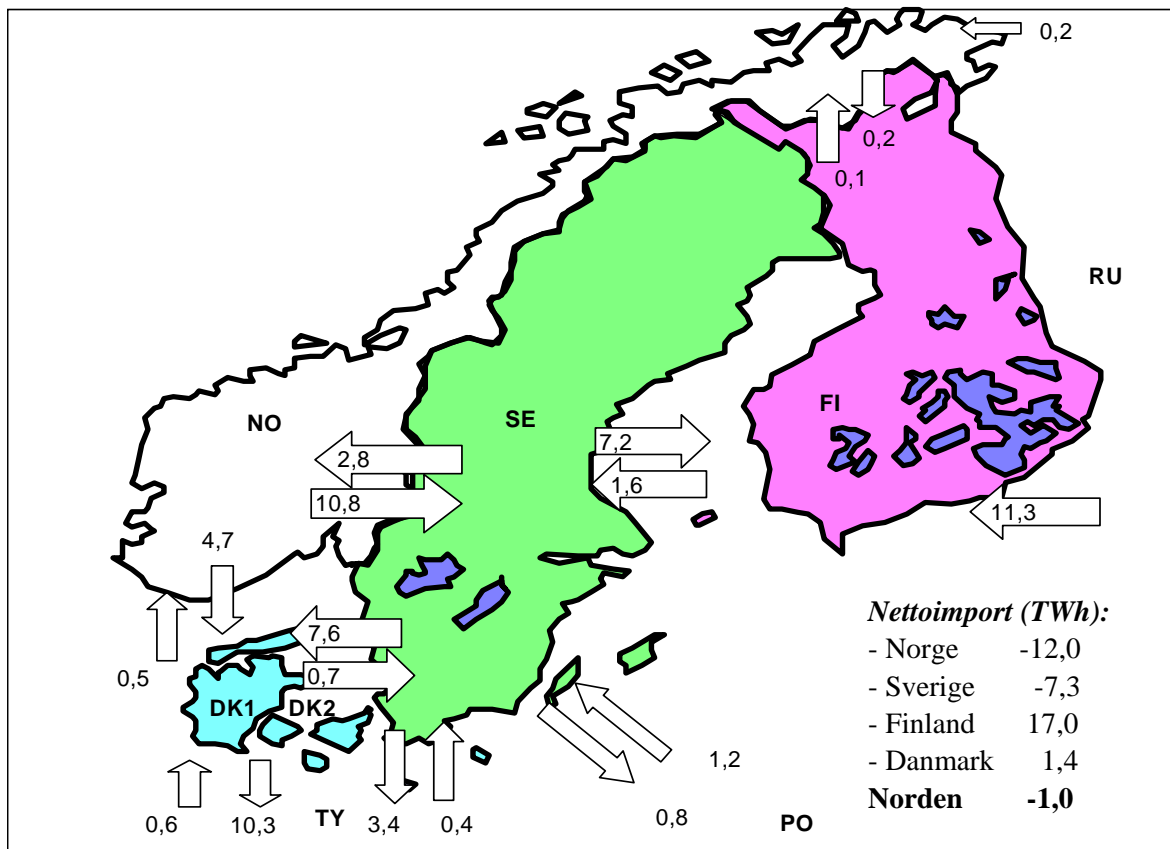 0,2
0,2
0,1
RU
FI
NO
SE
7,2
2,8
1,6
10,8
11,3
4,7
Nettoimport (TWh):
7,6
- Norge -12,0
0,5
0,7
- Sverige -7,3
DK1
DK2
- Finland 17,0
1,2
- Danmark 1,4
Norden -1,0
0,6
10,3
TY
3,4
0,4
0,8
PO